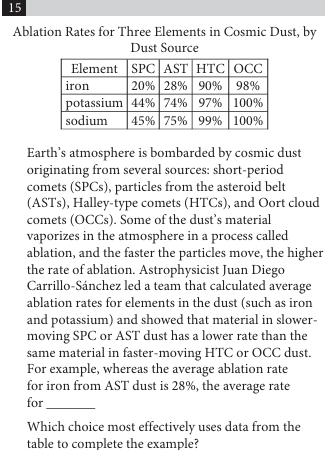 15
Ablation Rates for Three Elements in Cosmic Dust, by
Dust Source
Element SPC AST HTC OCC
iron 20% 28% 90% 98%
potassium 44% 74% 97% 100%
sodium 45% 75% 99% 100%
Earth's atmosphere is bombarded by cosmic dust
originating from several sources: short-period
comets (SPCs), particles from the asteroid belt
(ASTs), Halley-type comets (HTCs), and Oort cloud
comets (OCCs). Some of the dust's material
vaporizes in the atmosphere in a process called
ablation, and the faster the particles move, the higher
the rate of ablation. Astrophysicist Juan Diego
Carrillo-Sánchez led a team that calculated average
ablation rates for elements in the dust (such as iron
and potassium) and showed that material in slower-
moving SPC or AST dust has a lower rate than the
same material in faster-moving HTC or OCC dust.
For example, whereas the average ablation rate
for iron from AST dust is 28%, the average rate
for _______
Which choice most effectively uses data from the
table to complete the example?